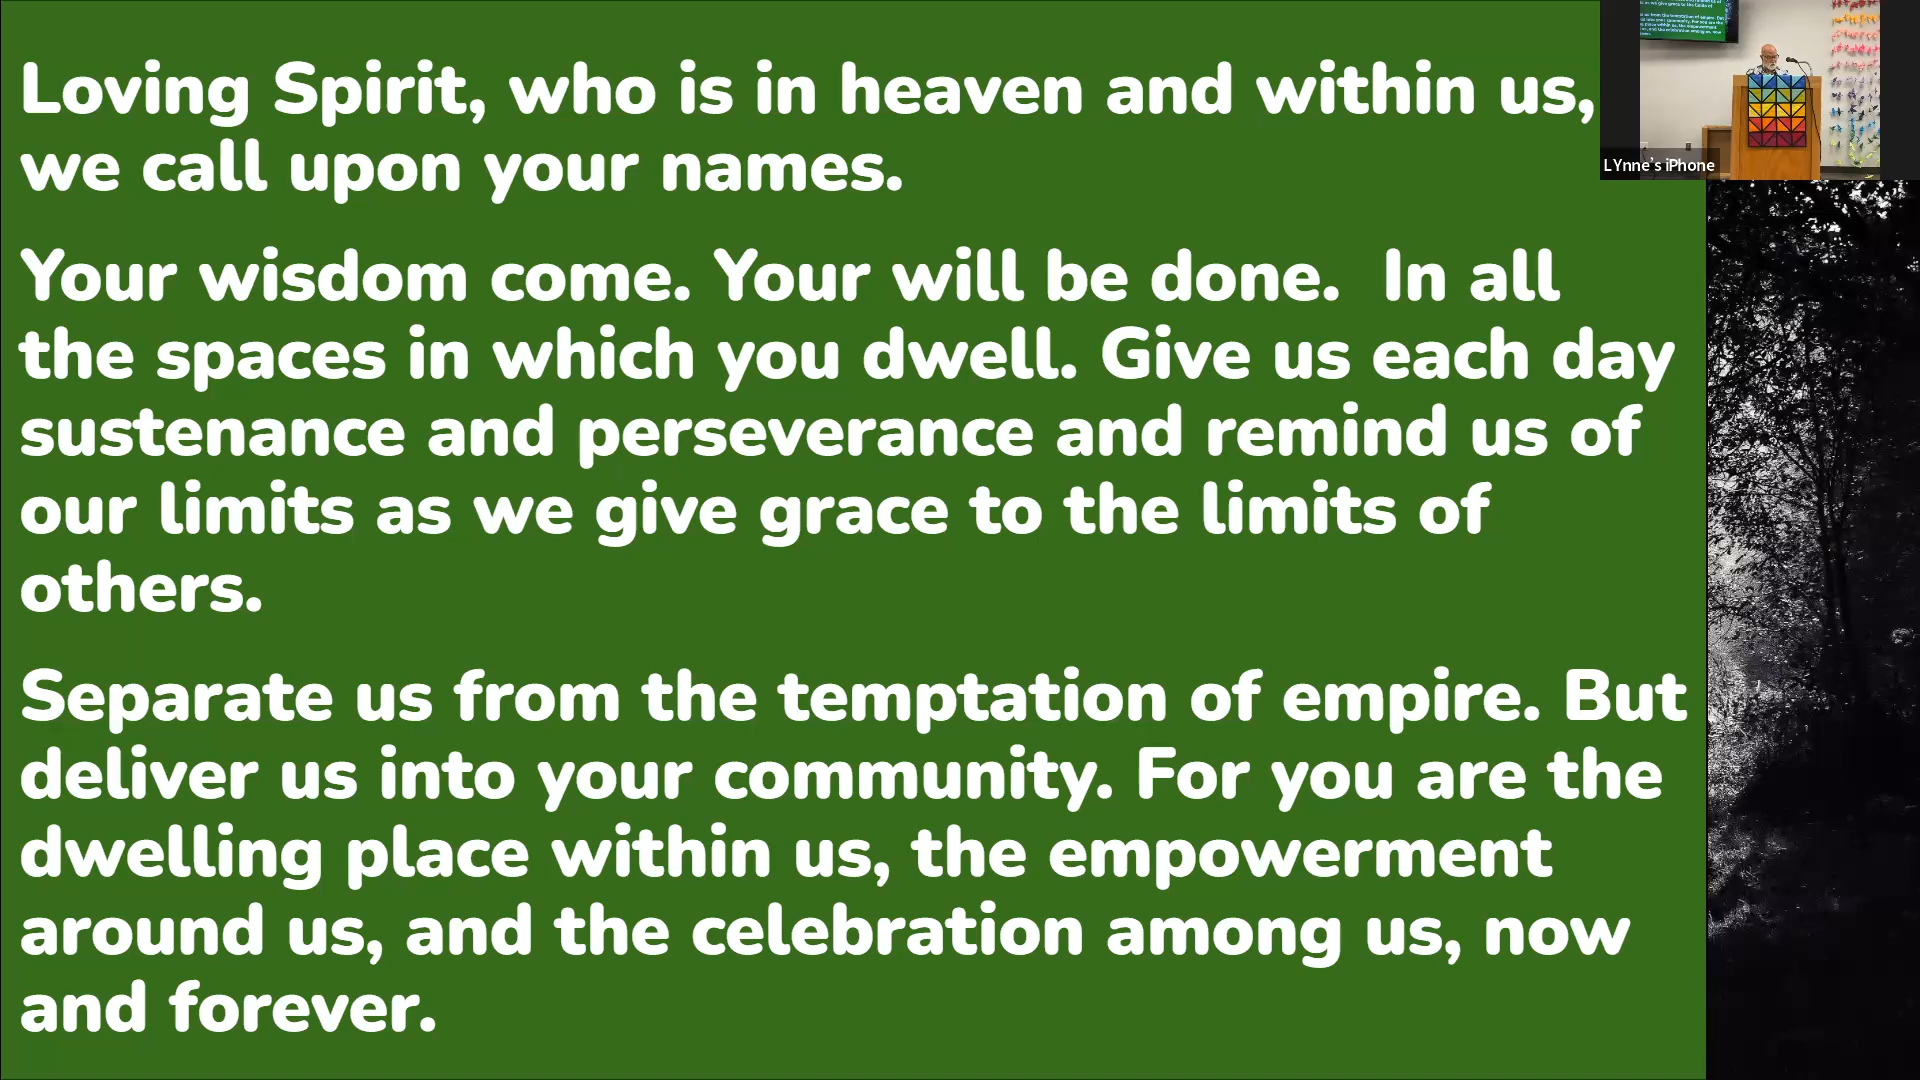 Loving Spirit, who is in heaven and within us,
we call upon your names.
Your wisdom come. Your will be done.  In all
the spaces in which you dwell. Give us each day
sustenance and perseverance and remind us of
our limits as we give grace to the limits of
others.
Separate us from the temptation of empire. But
deliver us into your community. For you are the
dwelling place within us, the empowerment
around us, and the celebration among us, now
and forever.
LYnne's iPhone